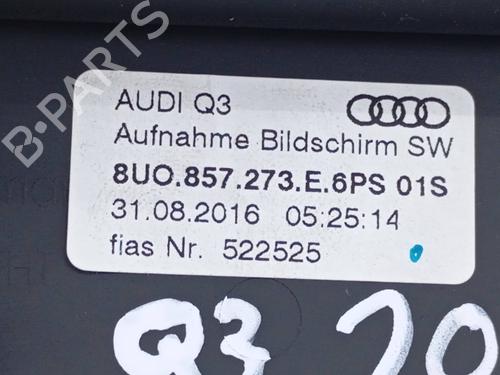 B-PARTS
AUDI Q3
Aufnahme Bildschirm SW
8U0.857.273.E.6PS 01S
31.08.2016 05:25:14
fias Nr. 522525
Q3 20